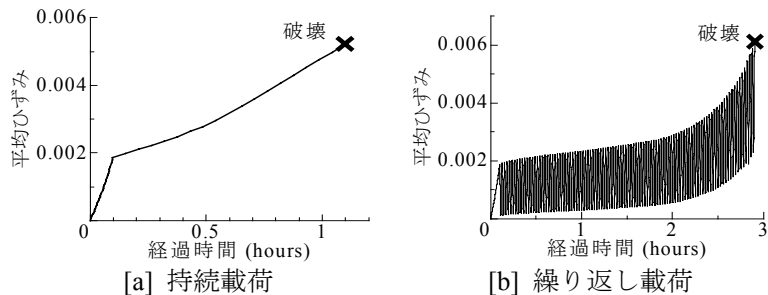 0.006
0.004
0.002
0
平均ひずみ
破壊
0
0.5
1
経過時間 (hours)
[a] 持続載荷
0.006
0.004
0.002
0
平均ひずみ
破壊
0
1
2
3
経過時間 (hours)
[b] 繰り返し載荷